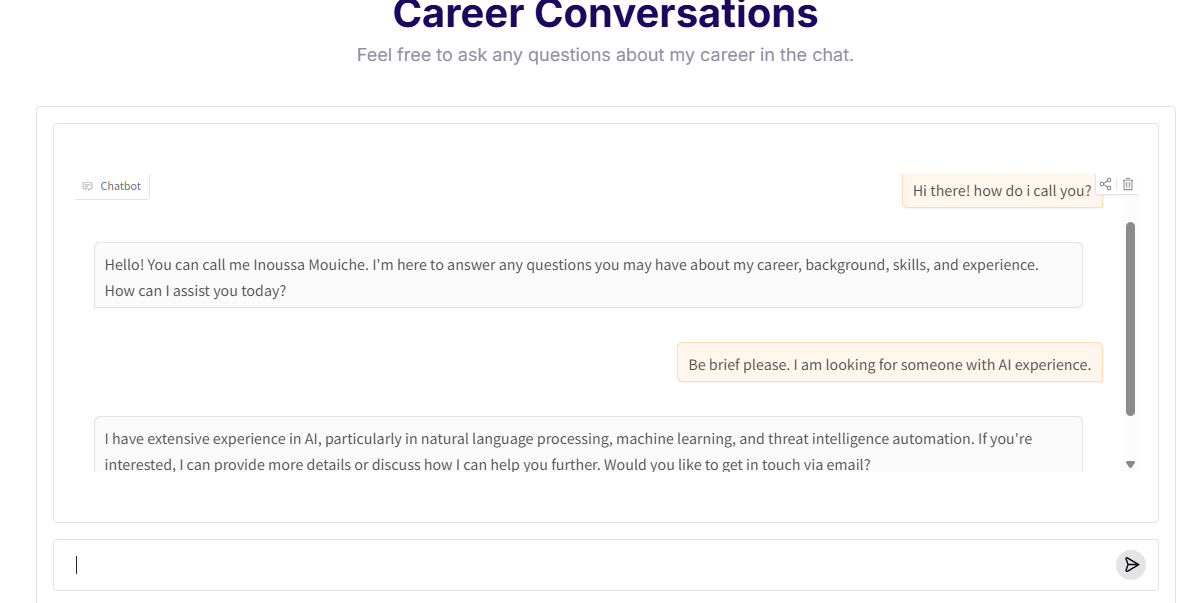 Career Conversations
Feel free to ask any questions about my career in the chat.
Chatbot
Hi there! how do i call you?
Hello! You can call me Inoussa Mouiche. I'm here to answer any questions you may have about my career, background, skills, and experience.
How can I assist you today?
Be brief please. I am looking for someone with AI experience.
I have extensive experience in AI, particularly in natural language processing, machine learning, and threat intelligence automation. If you're
interested, I can provide more details or discuss how I can help you further. Would you like to get in touch via email?